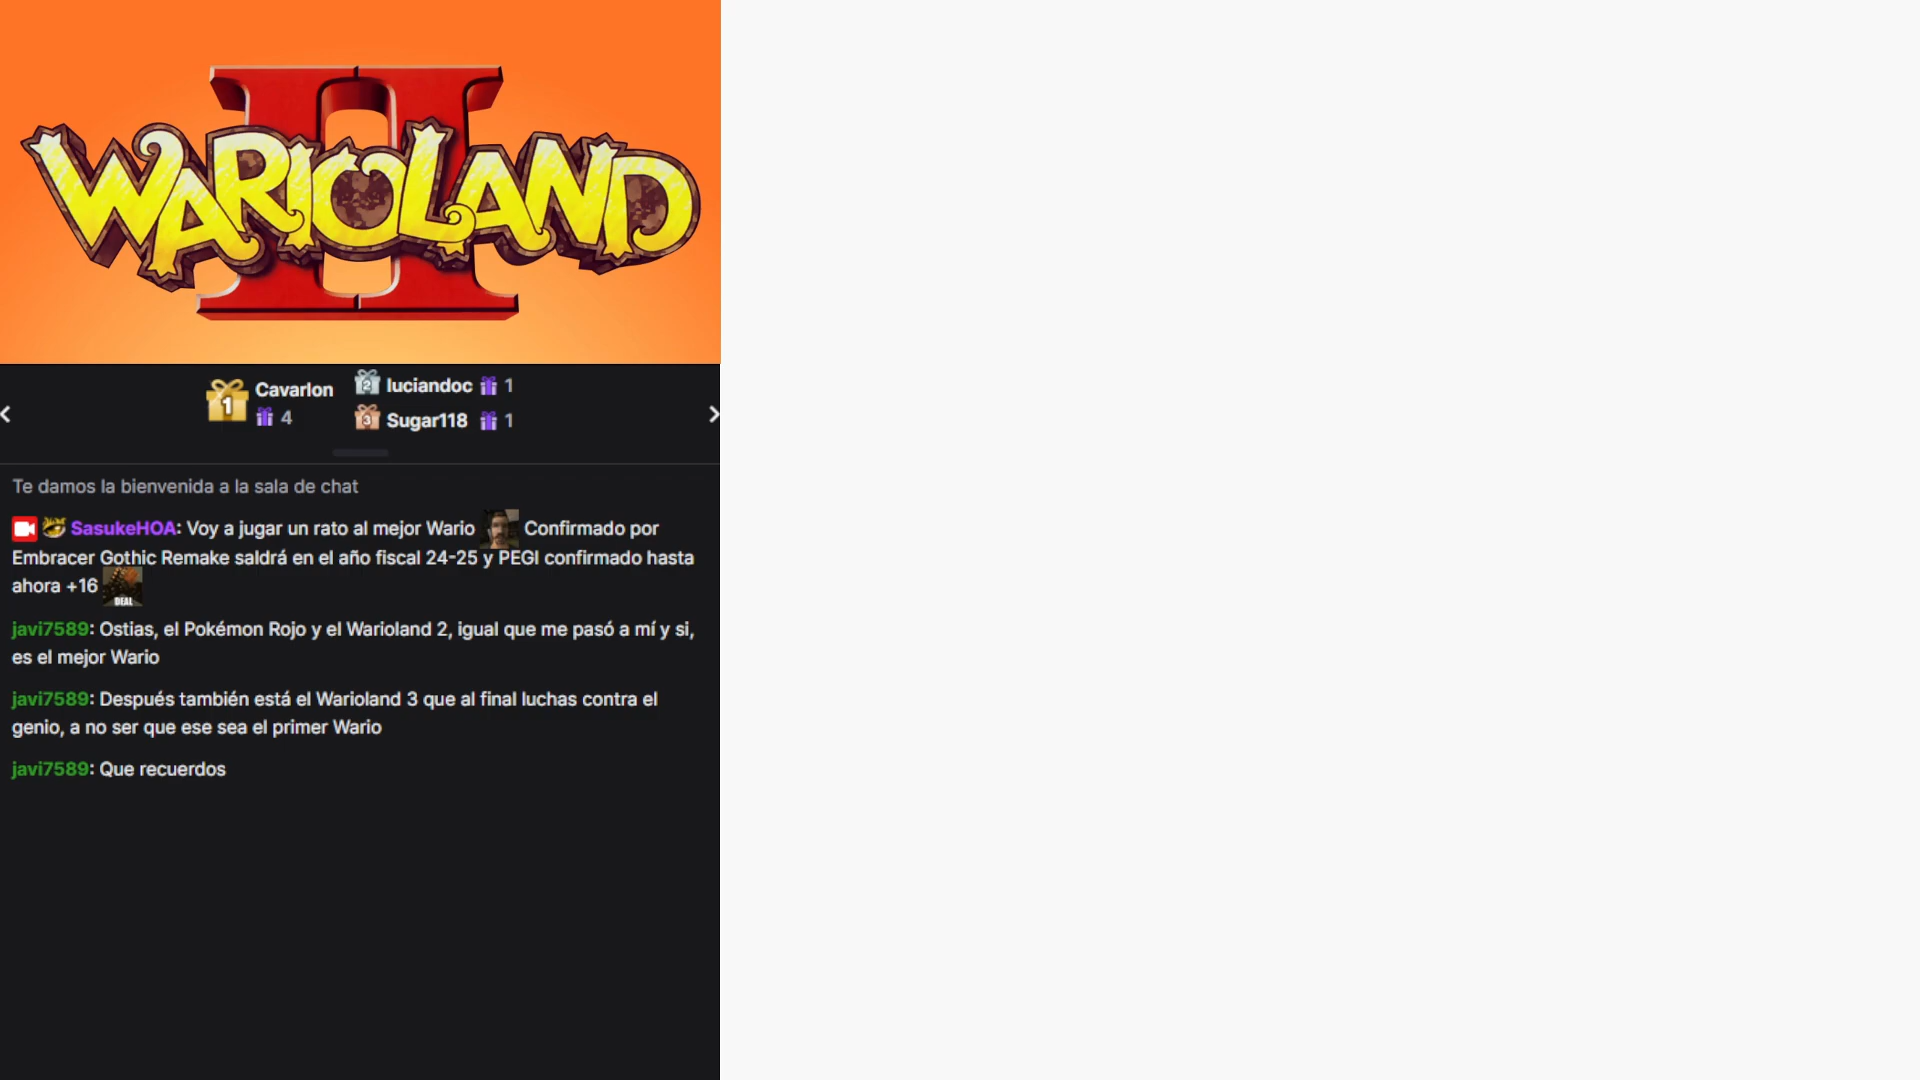 II
WARIOLAND
1 Cavarlon 4
2 luciandoc 1
3 Sugar118 1
Te damos la bienvenida a la sala de chat
SasukeHOA: Voy a jugar un rato al mejor Wario Confirmado por
Embracer Gothic Remake saldrá en el año fiscal 24-25 y PEGI confirmado hasta
ahora +16 DEAL
javi7589: Ostias, el Pokémon Rojo y el Warioland 2, igual que me pasó a mí y si,
es el mejor Wario
javi7589: Después también está el Warioland 3 que al final luchas contra el
genio, a no ser que ese sea el primer Wario
javi7589: Que recuerdos